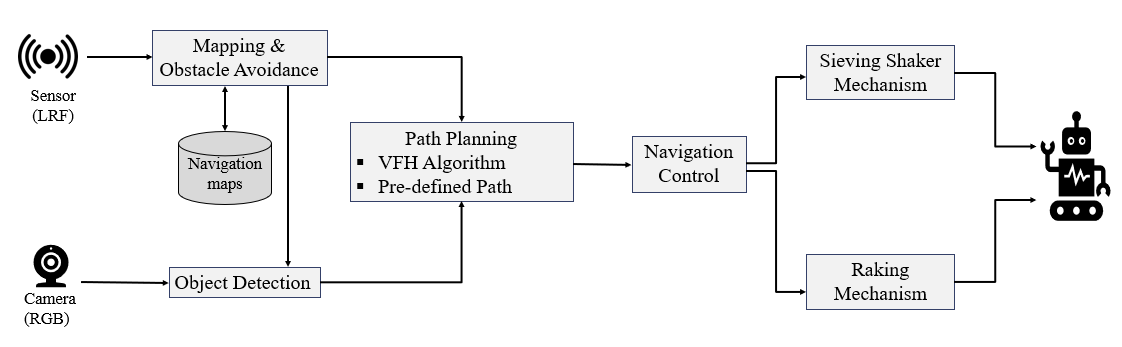 Sensor
(LRF)
Mapping &
Obstacle Avoidance
Navigation
maps
Camera
(RGB)
Object Detection
Path Planning
▪ VFH Algorithm
▪ Pre-defined Path
Navigation
Control
Sieving Shaker
Mechanism
Raking
Mechanism